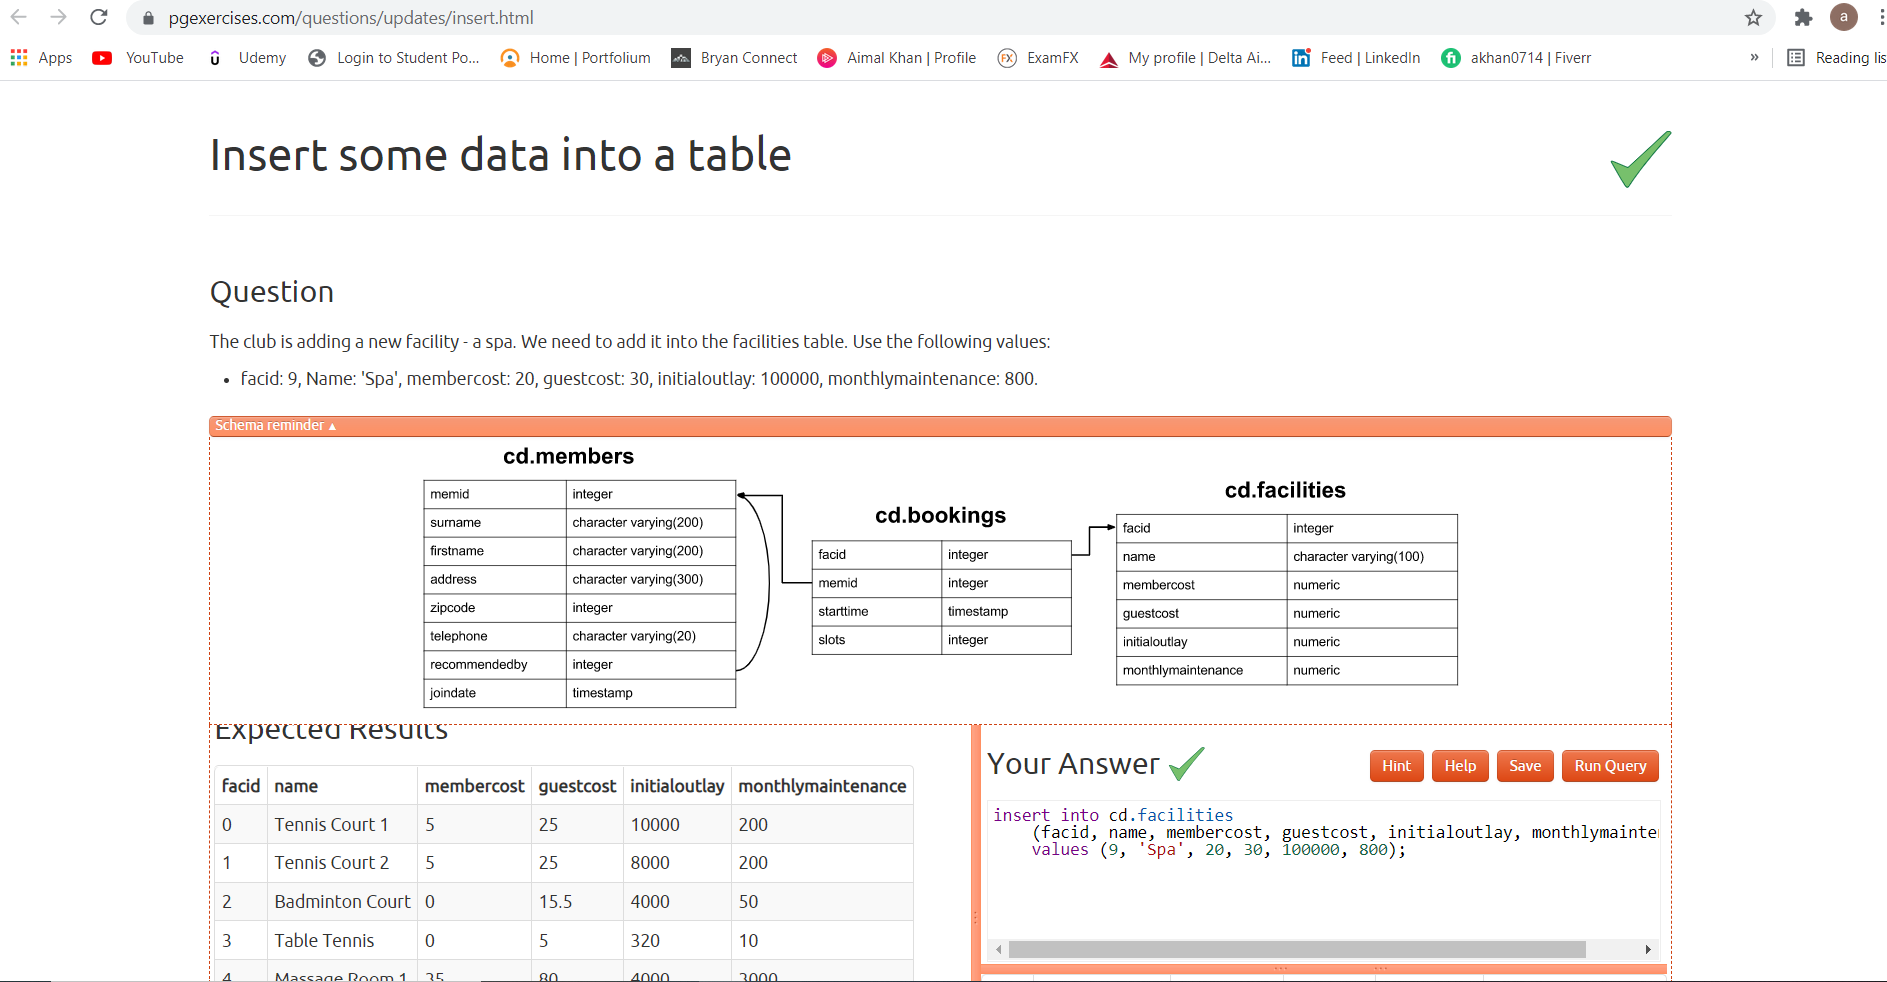 pgexercises.com/questions/updates/insert.html
a
Apps YouTube Udemy Login to Student Po... Home | Portfolium Bryan Connect Aimal Khan | Profile ExamFX My profile | Delta Ai... Feed | LinkedIn akhan0714 | Fiverr » Reading lis
Insert some data into a table
Question
The club is adding a new facility - a spa. We need to add it into the facilities table. Use the following values:
• facid: 9, Name: 'Spa', membercost: 20, guestcost: 30, initialoutlay: 100000, monthlymaintenance: 800.
Schema reminder ▴
cd.members
memid integer
surname character varying(200)
firstname character varying(200)
address character varying(300)
zipcode integer
telephone character varying(20)
recommendedby integer
joindate timestamp
cd.bookings
facid integer
memid integer
starttime timestamp
slots integer
cd.facilities
facid integer
name character varying(100)
membercost numeric
guestcost numeric
initialoutlay numeric
monthlymaintenance numeric
Expected Results
facid name membercost guestcost initialoutlay monthlymaintenance
0 Tennis Court 1 5 25 10000 200
1 Tennis Court 2 5 25 8000 200
2 Badminton Court 0 15.5 4000 50
3 Table Tennis 0 5 320 10
4 Massage Room 1 35 80 4000 3000
Your Answer
Hint Help Save Run Query
insert into cd.facilities
(facid, name, membercost, guestcost, initialoutlay, monthlymainte
values (9, 'Spa', 20, 30, 100000, 800);